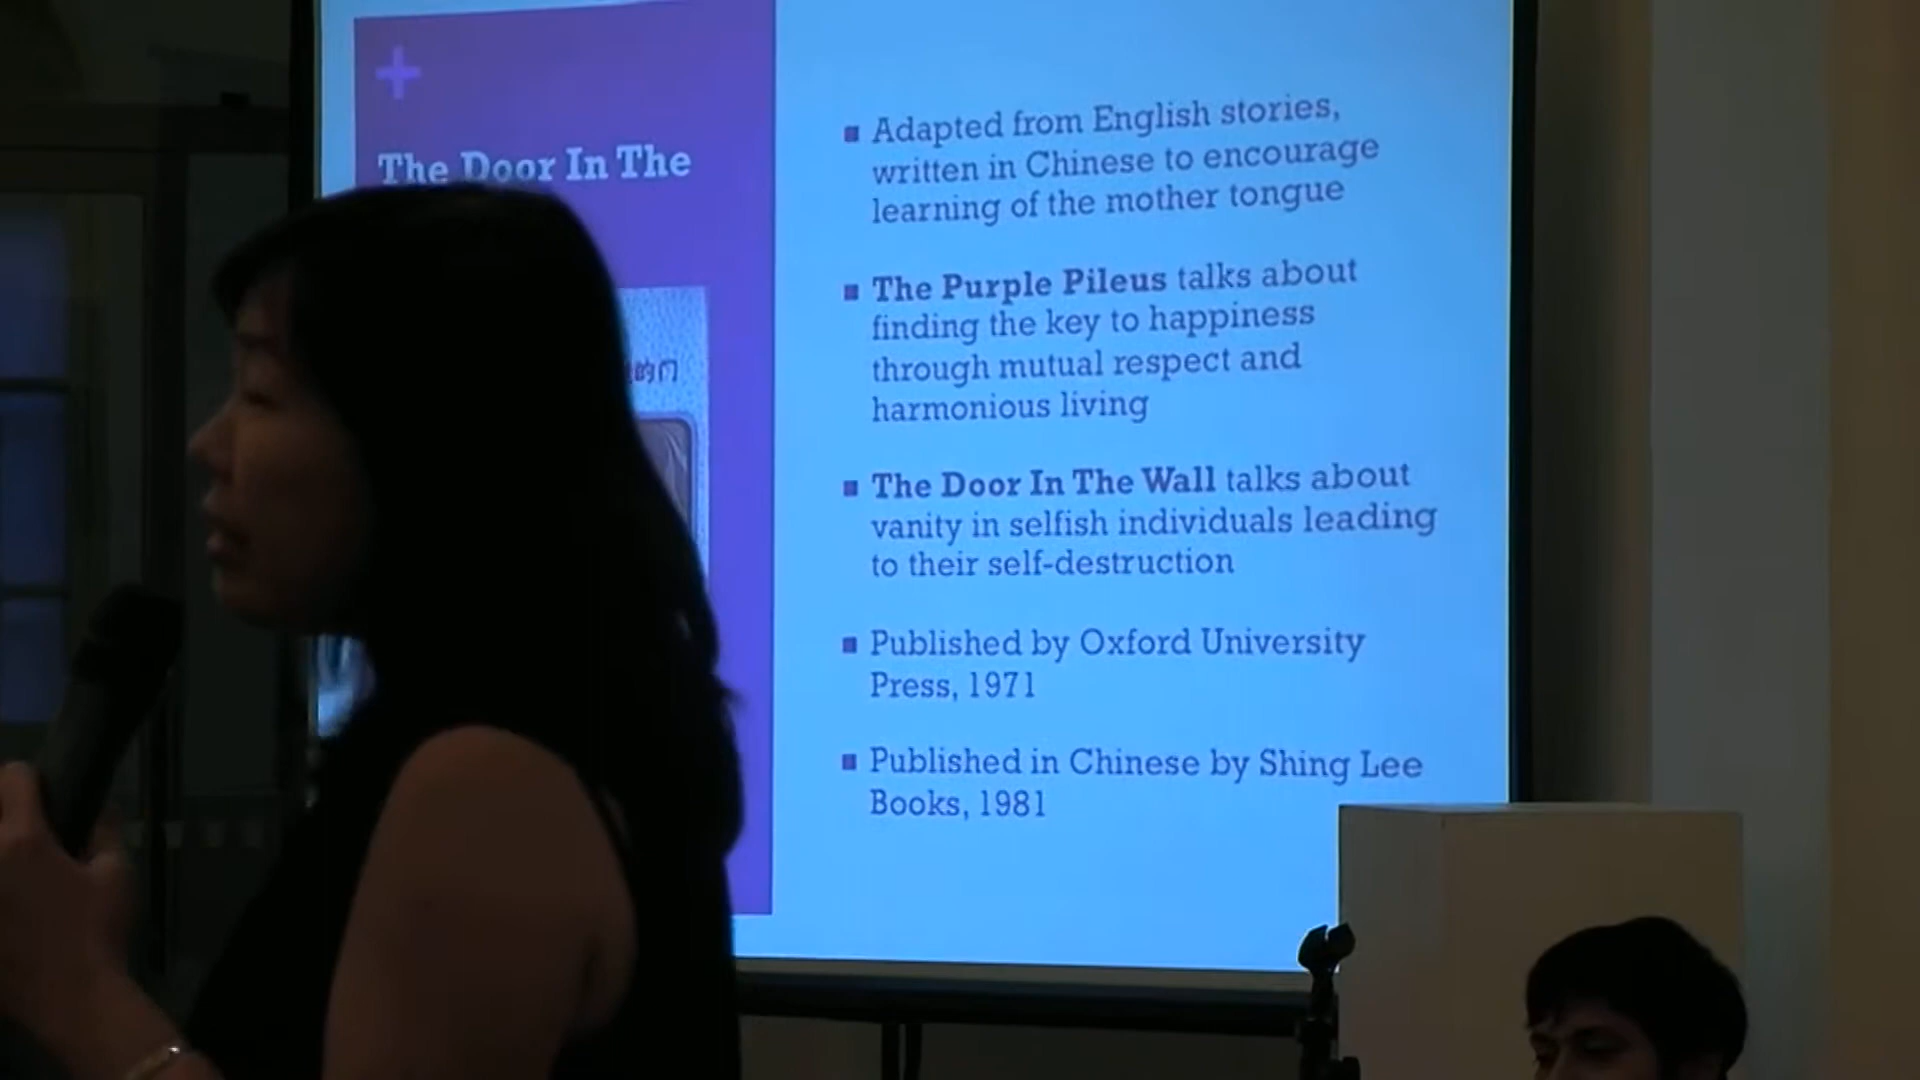 The Door In The
的门
Adapted from English stories,
written in Chinese to encourage
learning of the mother tongue
The Purple Pileus talks about
finding the key to happiness
through mutual respect and
harmonious living
The Door In The Wall talks about
vanity in selfish individuals leading
to their self-destruction
Published by Oxford University
Press, 1971
Published in Chinese by Shing Lee
Books, 1981